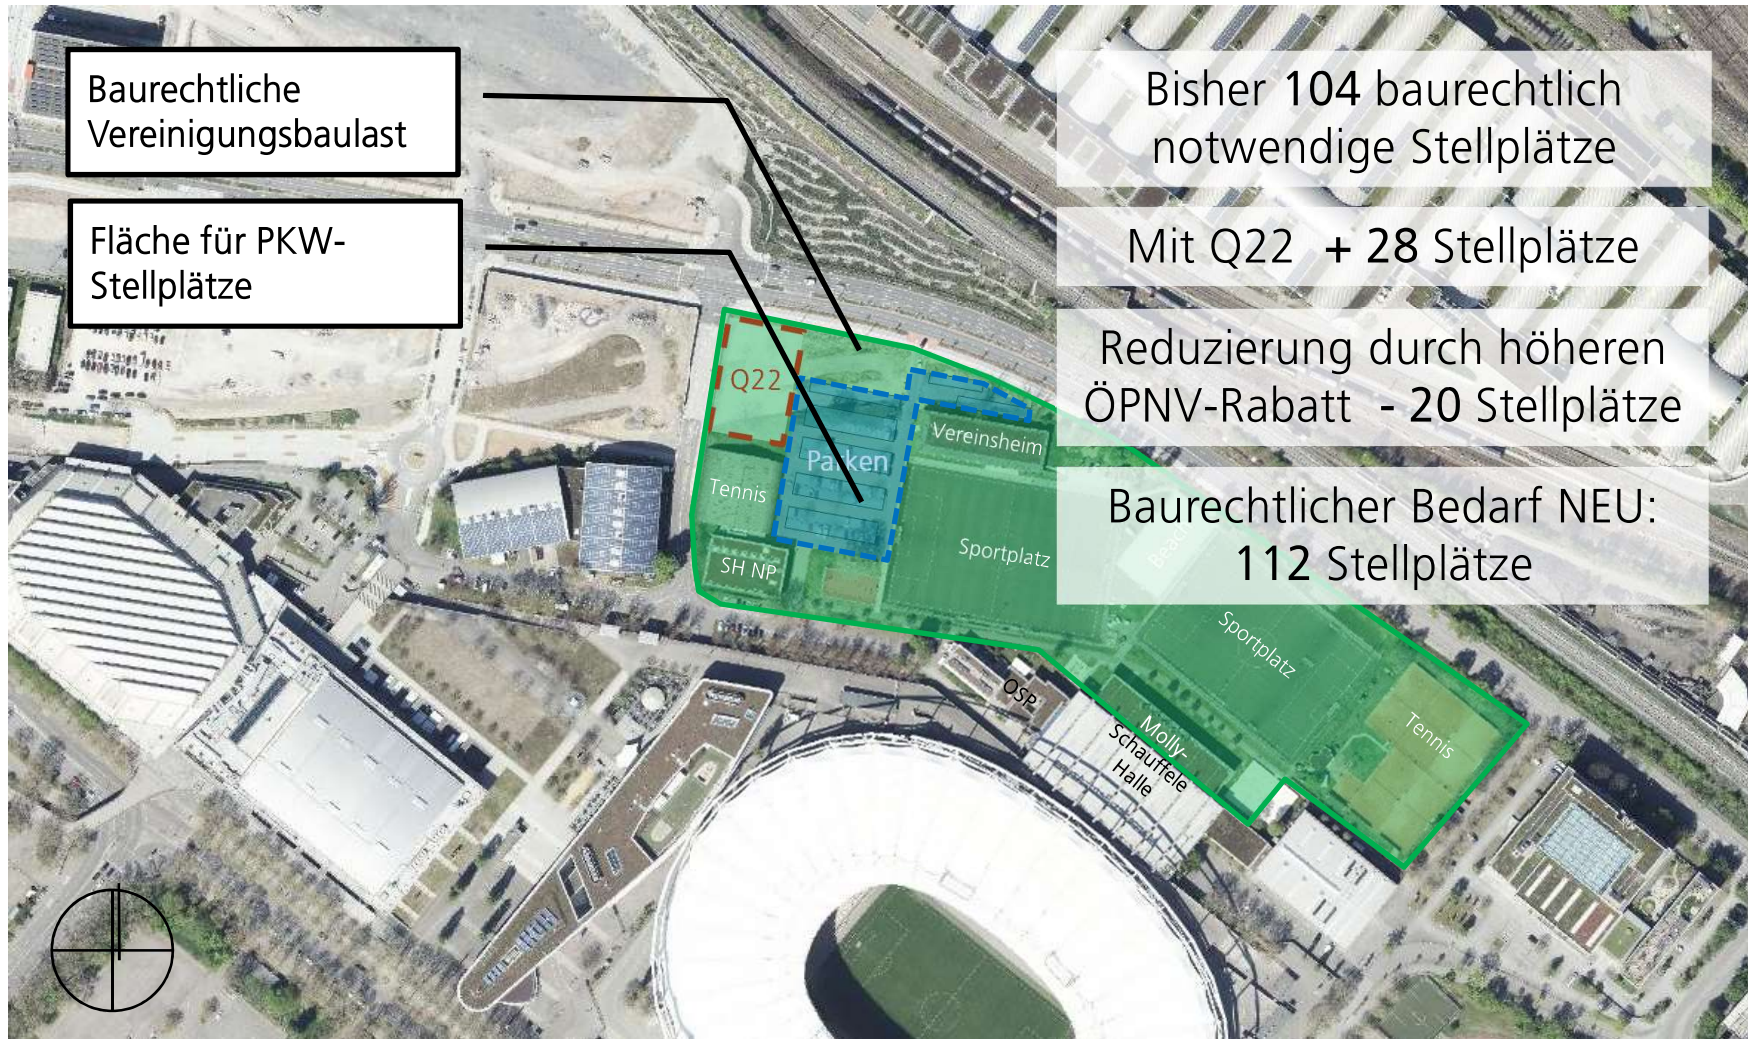 Baurechtliche
Vereinigungsbaulast
Fläche für PKW-
Stellplätze
Bisher 104 baurechtlich
notwendige Stellplätze
Mit Q22 + 28 Stellplätze
Reduzierung durch höheren
ÖPNV-Rabatt - 20 Stellplätze
Baurechtlicher Bedarf NEU:
112 Stellplätze
Q22
Parken
Vereinsheim
Tennis
SH NP
Sportplatz
Sportplatz
Tennis
OSP
Molly-
Schauffele
Halle